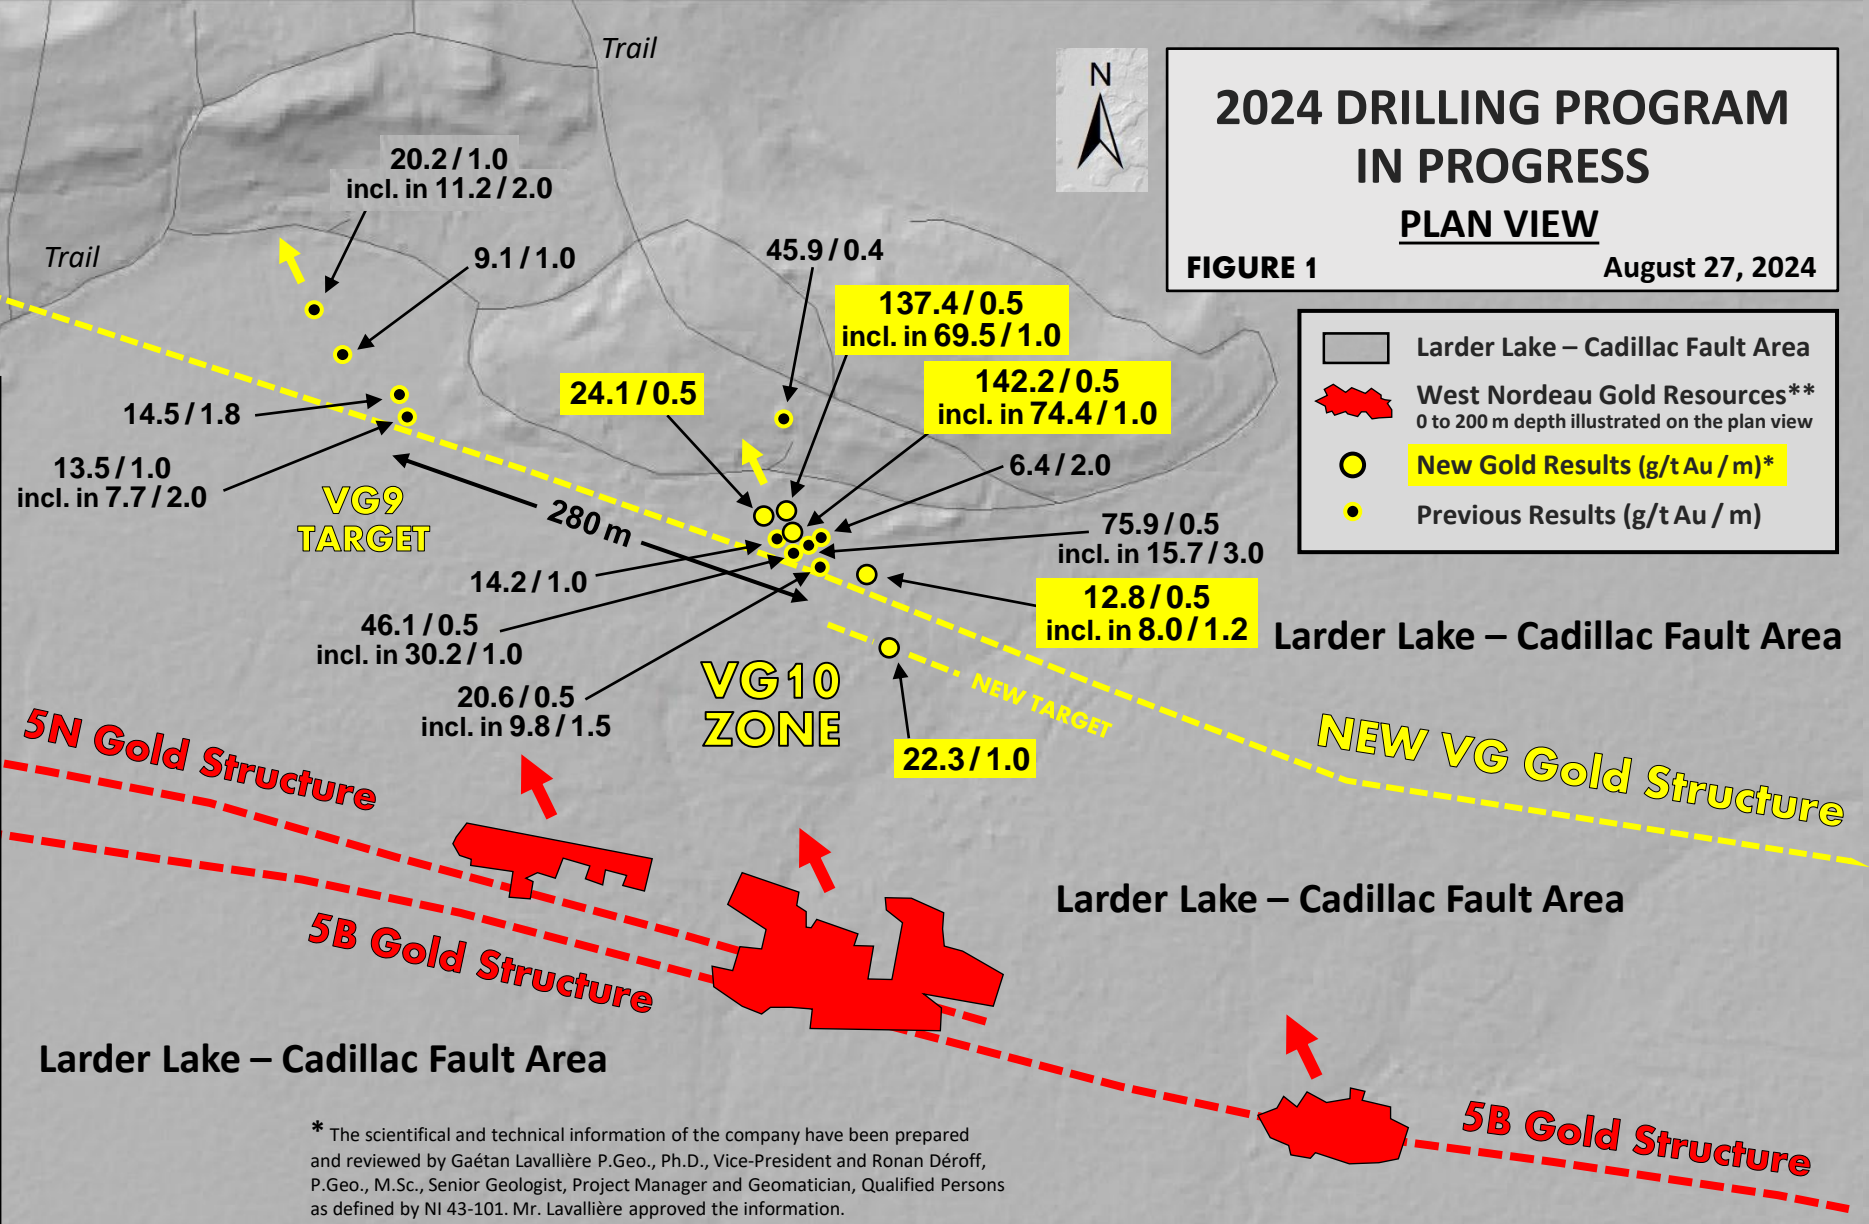 Trail
N
2024 DRILLING PROGRAM
IN PROGRESS
PLAN VIEW
FIGURE 1
August 27, 2024
20.2 / 1.0
incl. in 11.2 / 2.0
Trail
9.1 / 1.0
45.9 / 0.4
137.4 / 0.5
incl. in 69.5 / 1.0
Larder Lake – Cadillac Fault Area
West Nordeau Gold Resources**
0 to 200 m depth illustrated on the plan view
New Gold Results (g/t Au / m)*
Previous Results (g/t Au / m)
24.1 / 0.5
142.2 / 0.5
incl. in 74.4 / 1.0
14.5 / 1.8
13.5 / 1.0
incl. in 7.7 / 2.0
6.4 / 2.0
VG9
TARGET
280 m
75.9 / 0.5
incl. in 15.7 / 3.0
14.2 / 1.0
12.8 / 0.5
incl. in 8.0 / 1.2
46.1 / 0.5
incl. in 30.2 / 1.0
Larder Lake – Cadillac Fault Area
20.6 / 0.5
incl. in 9.8 / 1.5
VG10
ZONE
NEW TARGET
22.3 / 1.0
NEW VG Gold Structure
5N Gold Structure
5B Gold Structure
Larder Lake – Cadillac Fault Area
Larder Lake – Cadillac Fault Area
5B Gold Structure
* The scientifical and technical information of the company have been prepared
and reviewed by Gaétan Lavallière P.Geo., Ph.D., Vice-President and Ronan Déroff,
P.Geo., M.Sc., Senior Geologist, Project Manager and Geomatician, Qualified Persons
as defined by NI 43-101. Mr. Lavallière approved the information.